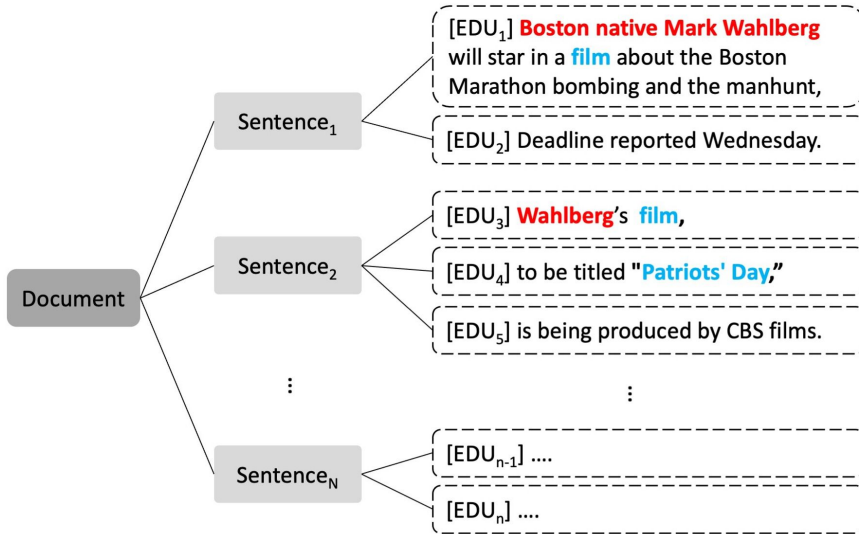 [EDU1] Boston native Mark Wahlberg
will star in a film about the Boston
Marathon bombing and the manhunt,
Sentence1
[EDU2] Deadline reported Wednesday.
[EDU3] Wahlberg’s film,
Sentence2
[EDU4] to be titled "Patriots' Day,”
Document
[EDU5] is being produced by CBS films.
⋮
⋮
[EDUn-1] ....
SentenceN
[EDUn] ....